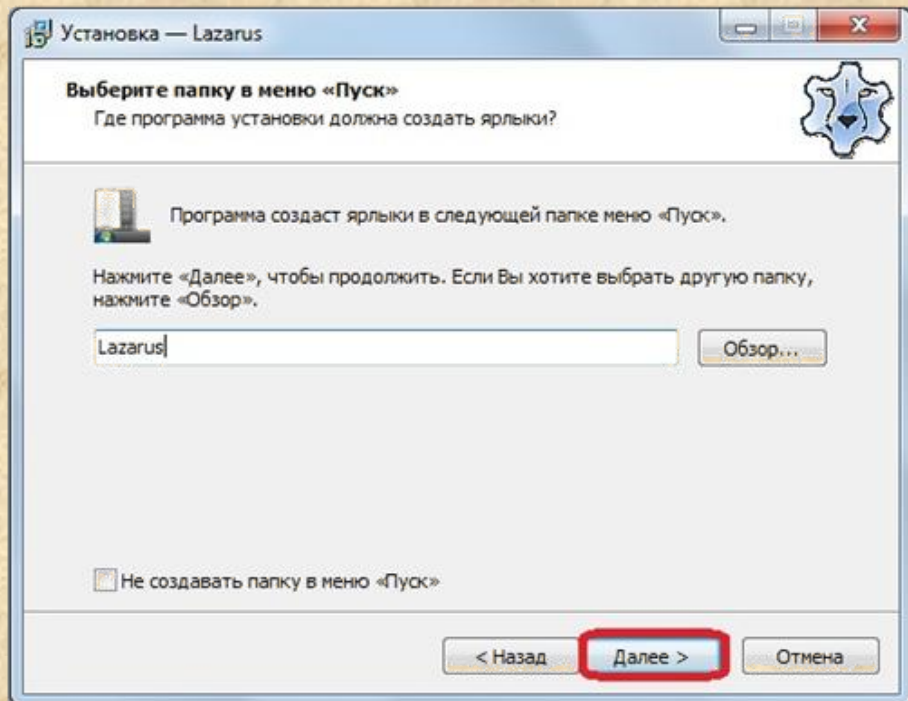 Установка — Lazarus
Выберите папку в меню «Пуск»
Где программа установки должна создать ярлыки?
Программа создаст ярлыки в следующей папке меню «Пуск».
Нажмите «Далее», чтобы продолжить. Если Вы хотите выбрать другую папку,
нажмите «Обзор».
Lazarus
Обзор...
Не создавать папку в меню «Пуск»
< Назад
Далее >
Отмена